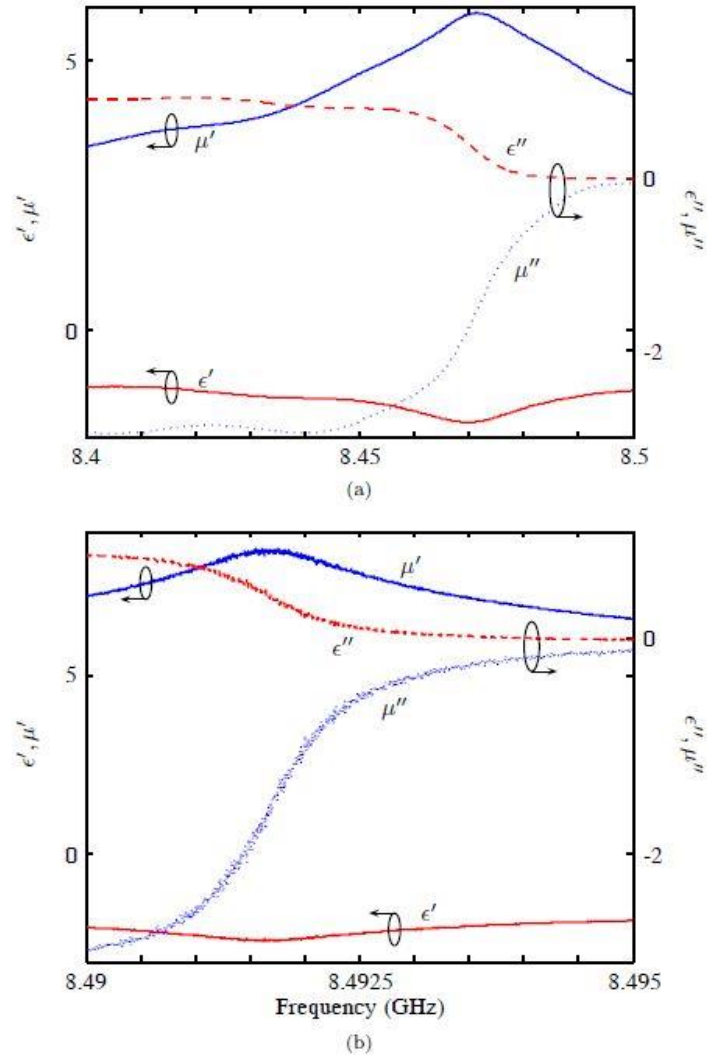 5
μ′
ϵ″
0
ϵ′, μ′
ϵ″, μ″
μ″
0
-2
ϵ′
8.4
8.45
8.5
(a)
μ′
ϵ″
0
5
μ″
ϵ′, μ′
ϵ″, μ″
0
-2
ϵ′
8.49
8.4925
8.495
Frequency (GHz)
(b)